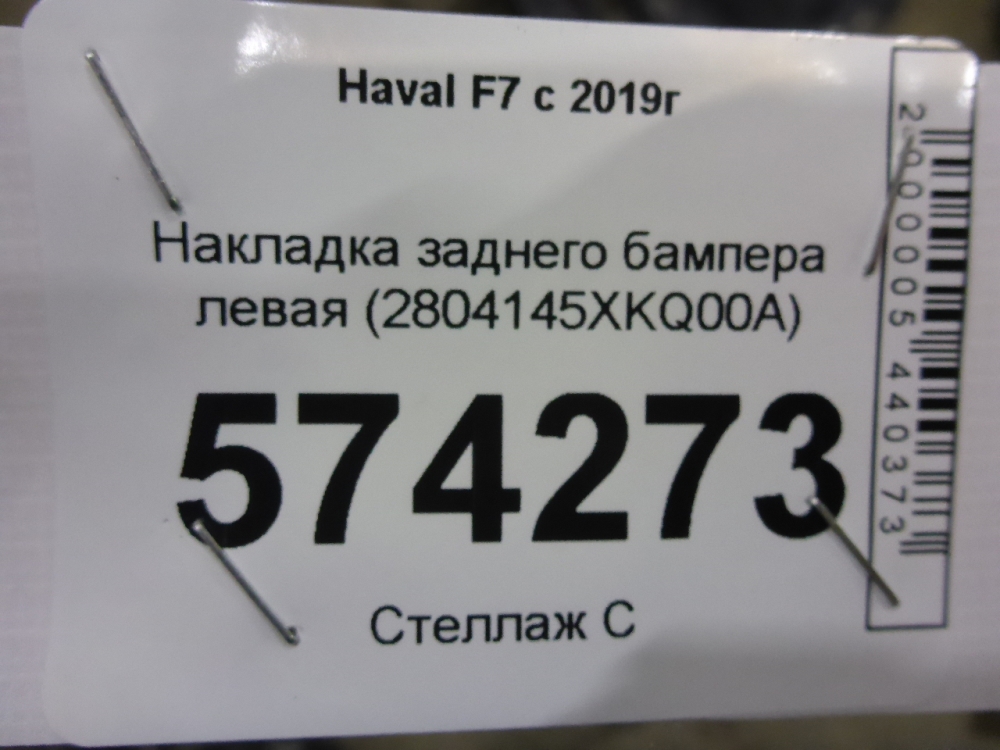 Haval F7 с 2019г
Накладка заднего бампера
левая (2804145XKQ00A)
574273
Стеллаж С
2000005440373